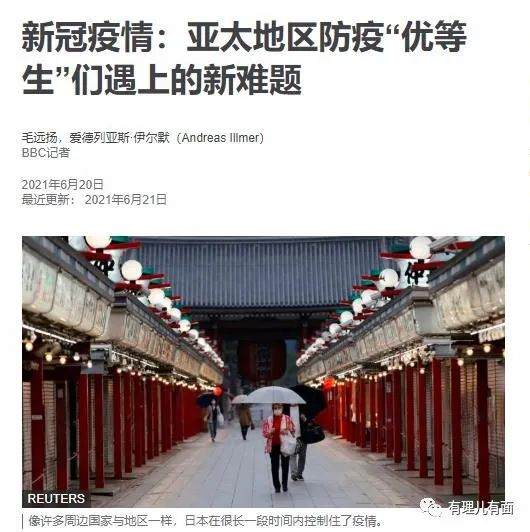 新冠疫情：亚太地区防疫“优等
生”们遇上的新难题
毛远扬，爱德列亚斯·伊尔默（Andreas Illmer）
BBC记者
2021年6月20日
最近更新： 2021年6月21日
REUTERS
像许多周边国家与地区一样，日本在很长一段时间内控制住了疫情。
有理儿有面